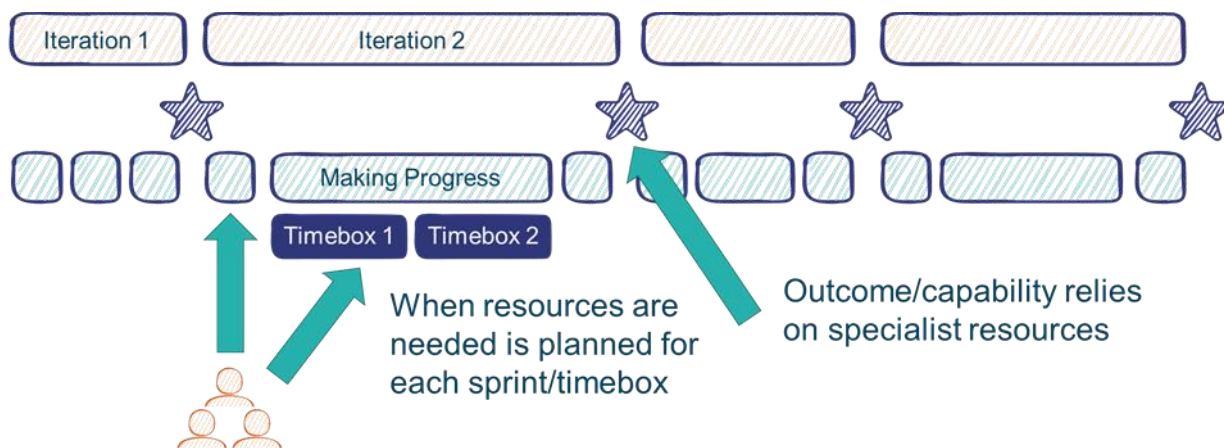 Iteration 1
Iteration 2
Making Progress
Timebox 1
Timebox 2
When resources are
needed is planned for
each sprint/timebox
Outcome/capability relies
on specialist resources